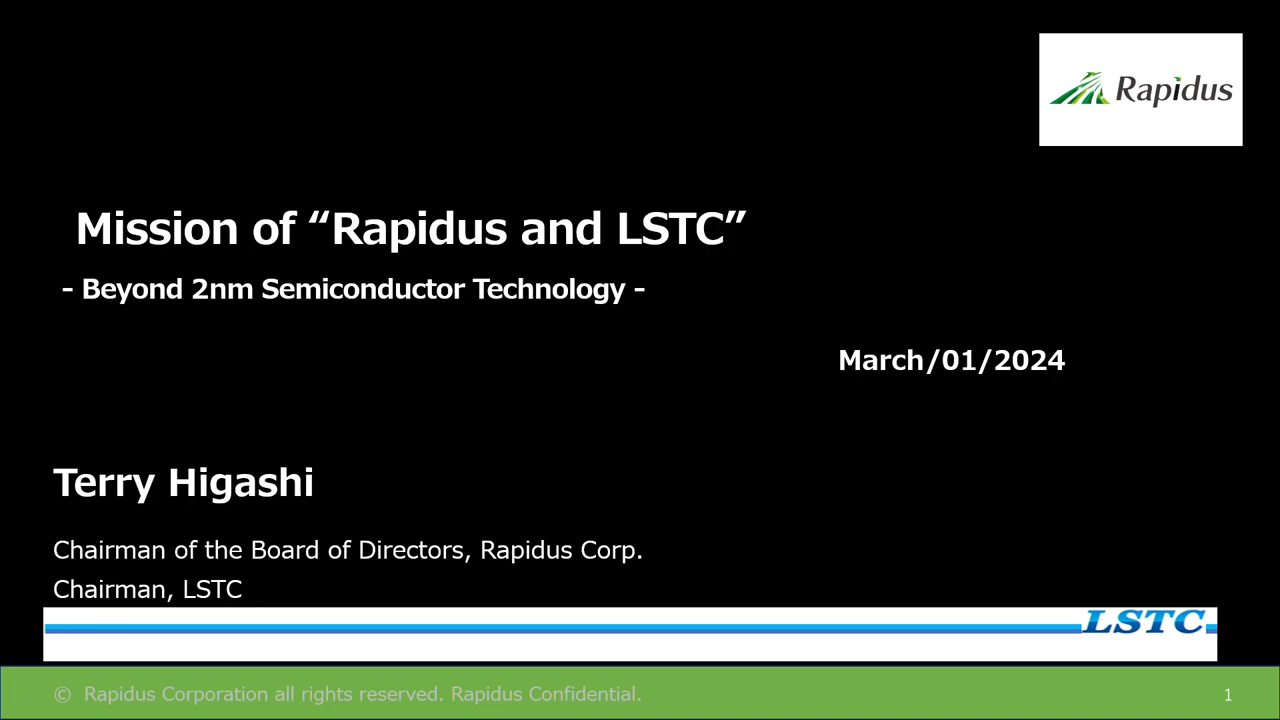 Rapidus
Mission of “Rapidus and LSTC”
- Beyond 2nm Semiconductor Technology -
March/01/2024
Terry Higashi
Chairman of the Board of Directors, Rapidus Corp.
Chairman, LSTC
LSTC
© Rapidus Corporation all rights reserved. Rapidus Confidential.
1